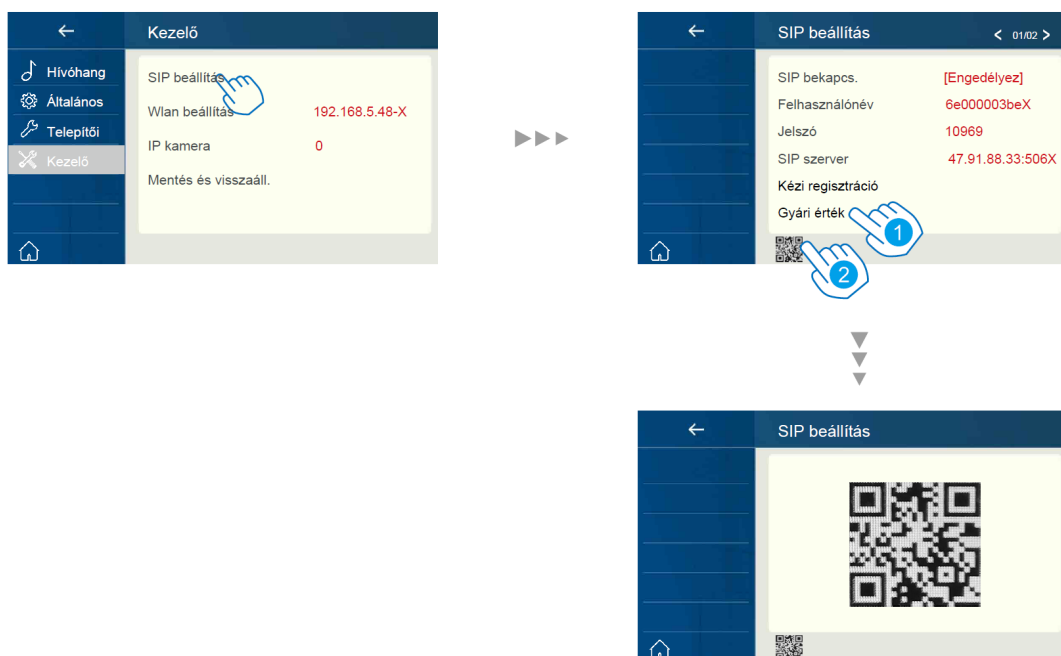 Kezelő
Hívóhang
Általános
Telepítői
Kezelő
SIP beállítás
Wlan beállítás 192.168.5.48-X
IP kamera 0
Mentés és visszaáll.
SIP beállítás < 01/02 >
SIP bekapcs. [Engedélyez]
Felhasználónév 6e000003beX
Jelszó 10969
SIP szerver 47.91.88.33:506X
Kézi regisztráció
Gyári érték
1
2
SIP beállítás